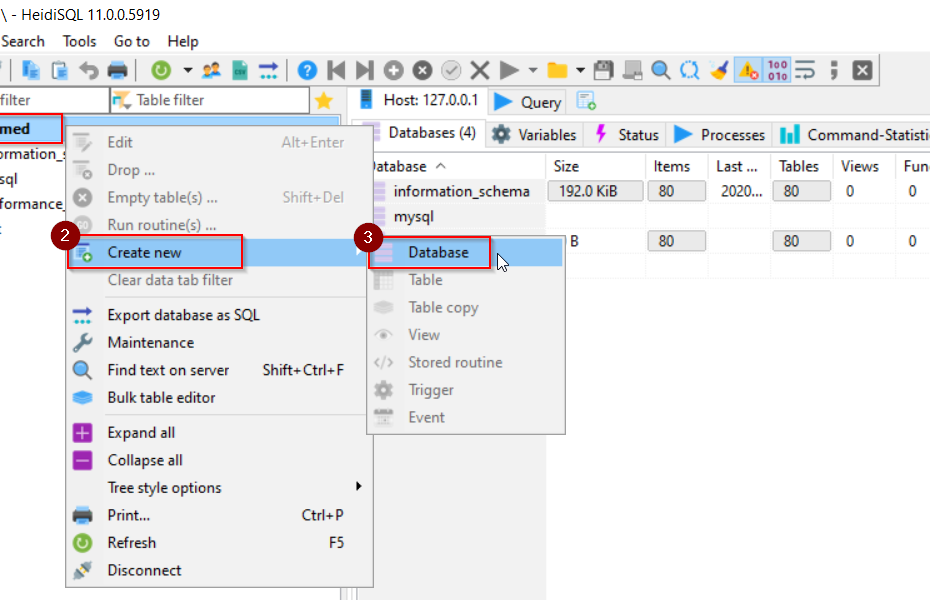 \ - HeidiSQL 11.0.0.5919
Search Tools Go to Help
filter
Table filter
Host: 127.0.0.1
Query
Databases (4)
Variables
Status
Processes
Command-Statisti
med
ormation_s
sql
formance_
Edit Alt+Enter
Drop ...
Empty table(s) ... Shift+Del
Run routine(s) ...
2
Create new
Clear data tab filter
Export database as SQL
Maintenance
Find text on server Shift+Ctrl+F
Bulk table editor
Expand all
Collapse all
Tree style options
Print... Ctrl+P
Refresh F5
Disconnect
3
Database
Table
Table copy
View
Stored routine
Trigger
Event
Database Size Items Last ... Tables Views Fun
information_schema 192.0 KiB 80 2020... 80 0 0
mysql
B 80 80 0 0